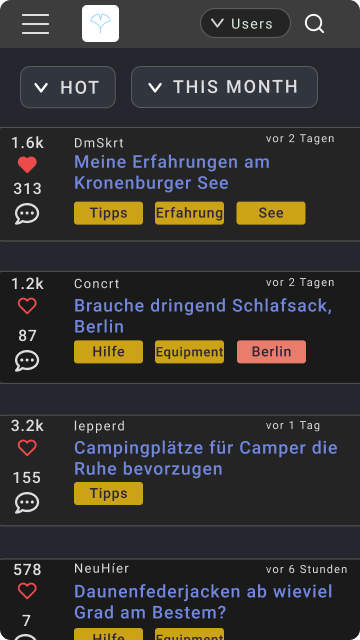 Users
HOT
THIS MONTH
1.6k
DmSkrt
vor 2 Tagen
Meine Erfahrungen am
Kronenburger See
313
Tipps
Erfahrung
See
1.2k
Concrt
vor 2 Tagen
Brauche dringend Schlafsack,
Berlin
87
Hilfe
Equipment
Berlin
3.2k
lepperd
vor 1 Tag
Campingplätze für Camper die
Ruhe bevorzugen
155
Tipps
578
NeuHíer
vor 6 Stunden
Daunenfederjacken ab wieviel
Grad am Bestem?
7
Hilfe
Equipment